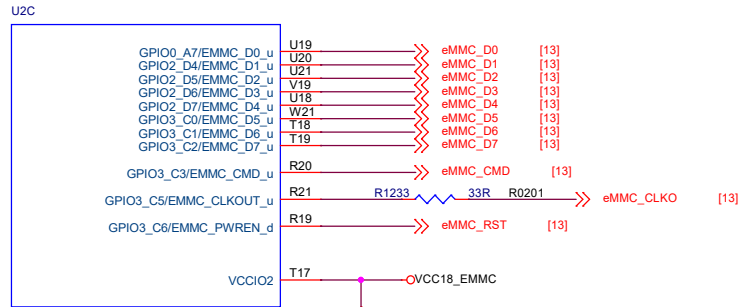 U2C
GPIO0_A7/EMMC_D0_u U19 eMMC_D0 [13]
GPIO2_D4/EMMC_D1_u U20 eMMC_D1 [13]
GPIO2_D5/EMMC_D2_u U21 eMMC_D2 [13]
GPIO2_D6/EMMC_D3_u V19 eMMC_D3 [13]
GPIO2_D7/EMMC_D4_u U18 eMMC_D4 [13]
GPIO3_C0/EMMC_D5_u W21 eMMC_D5 [13]
GPIO3_C1/EMMC_D6_u T18 eMMC_D6 [13]
GPIO3_C2/EMMC_D7_u T19 eMMC_D7 [13]
GPIO3_C3/EMMC_CMD_u R20 eMMC_CMD [13]
GPIO3_C5/EMMC_CLKOUT_u R21 R1233 33R R0201 eMMC_CLKO [13]
GPIO3_C6/EMMC_PWREN_d R19 eMMC_RST [13]
VCCIO2 T17 VCC18_EMMC